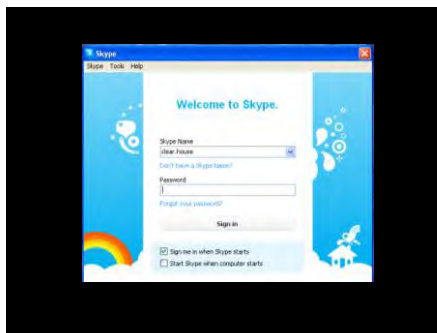 Skype
Skype Tools Help
Welcome to Skype.
Skype Name
clear.house
Don't have a Skype Name?
Password
Forgot your password?
Sign in
Sign me in when Skype starts
Start Skype when computer starts